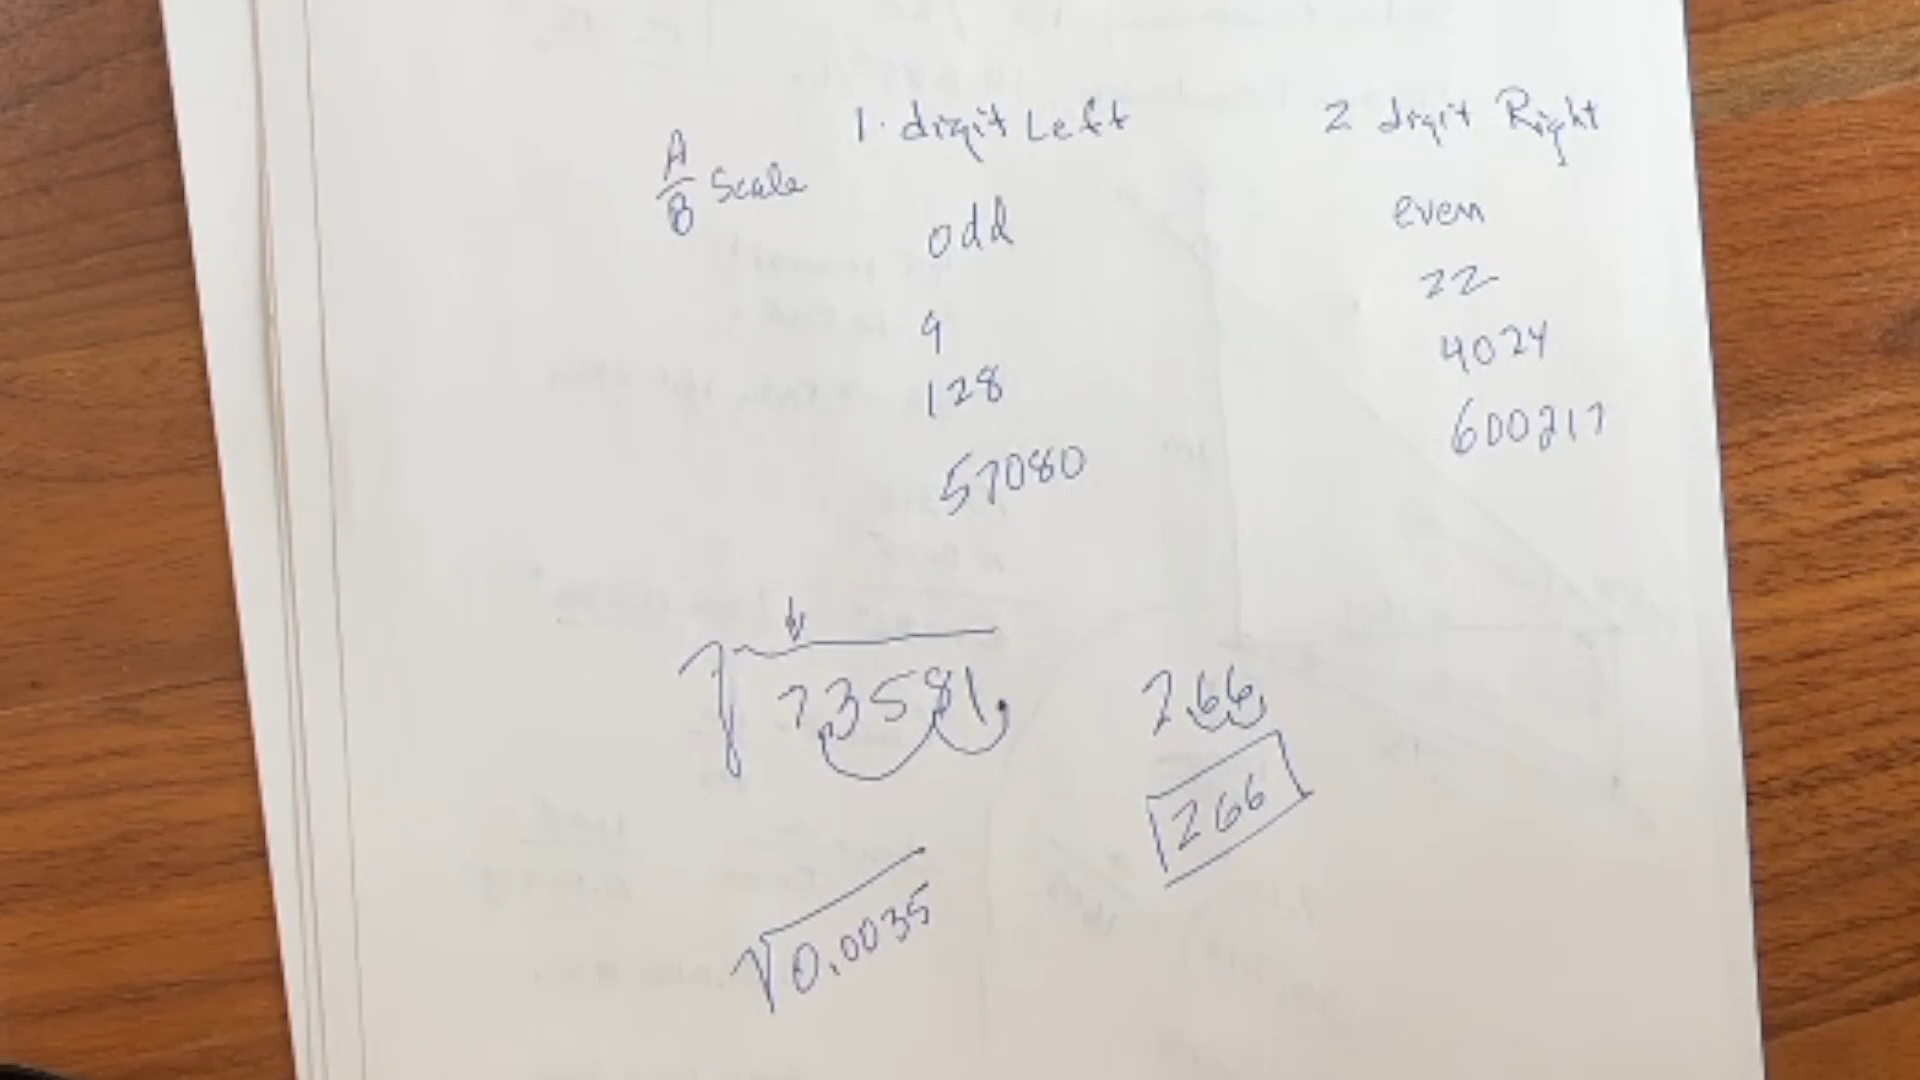 1. digit Left
2 digit Right
A/B Scale
odd
even
9
22
128
4024
57080
600217
√73581
266
266
√0.0035